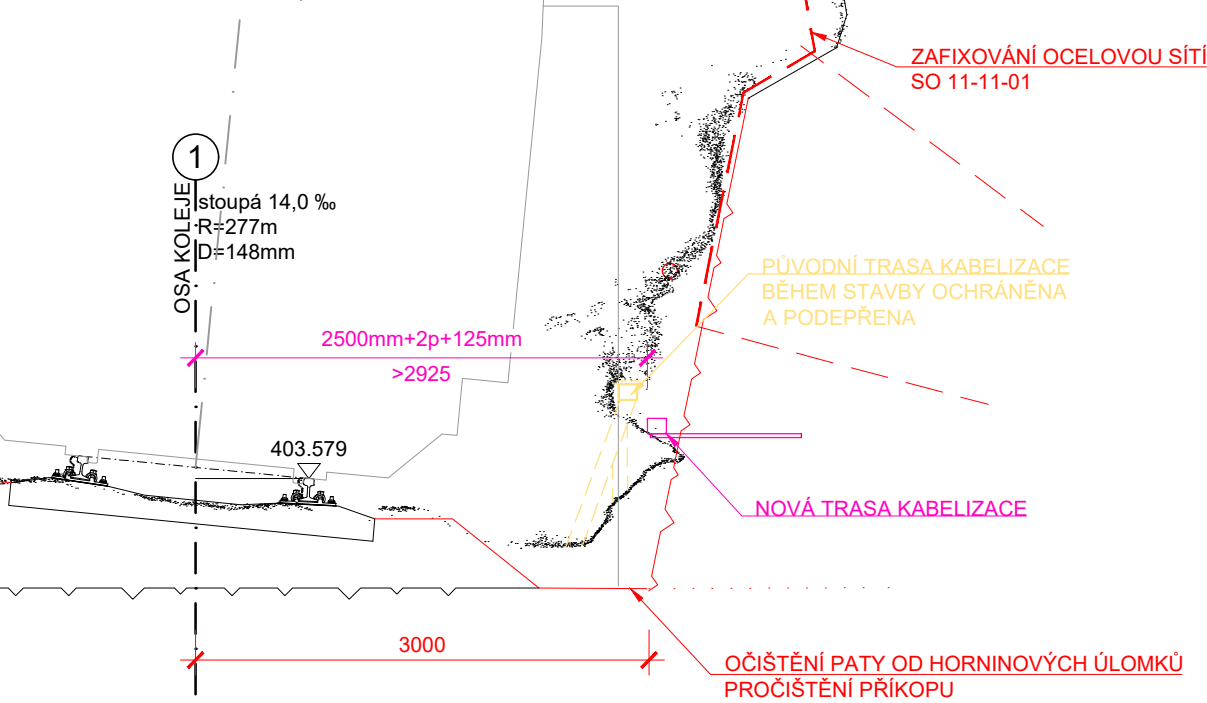 ZAFIXOVÁNÍ OCELOVOU SÍTÍ
SO 11-11-01
1
OSA KOLEJE
stoupá 14,0 ‰
R=277m
D=148mm
PŮVODNÍ TRASA KABELIZACE
BĚHEM STAVBY OCHRÁNĚNA
A PODEPŘENA
2500mm+2p+125mm
>2925
403.579
NOVÁ TRASA KABELIZACE
3000
OČIŠTĚNÍ PATY OD HORNINOVÝCH ÚLOMKŮ
PROČIŠTĚNÍ PŘÍKOPU